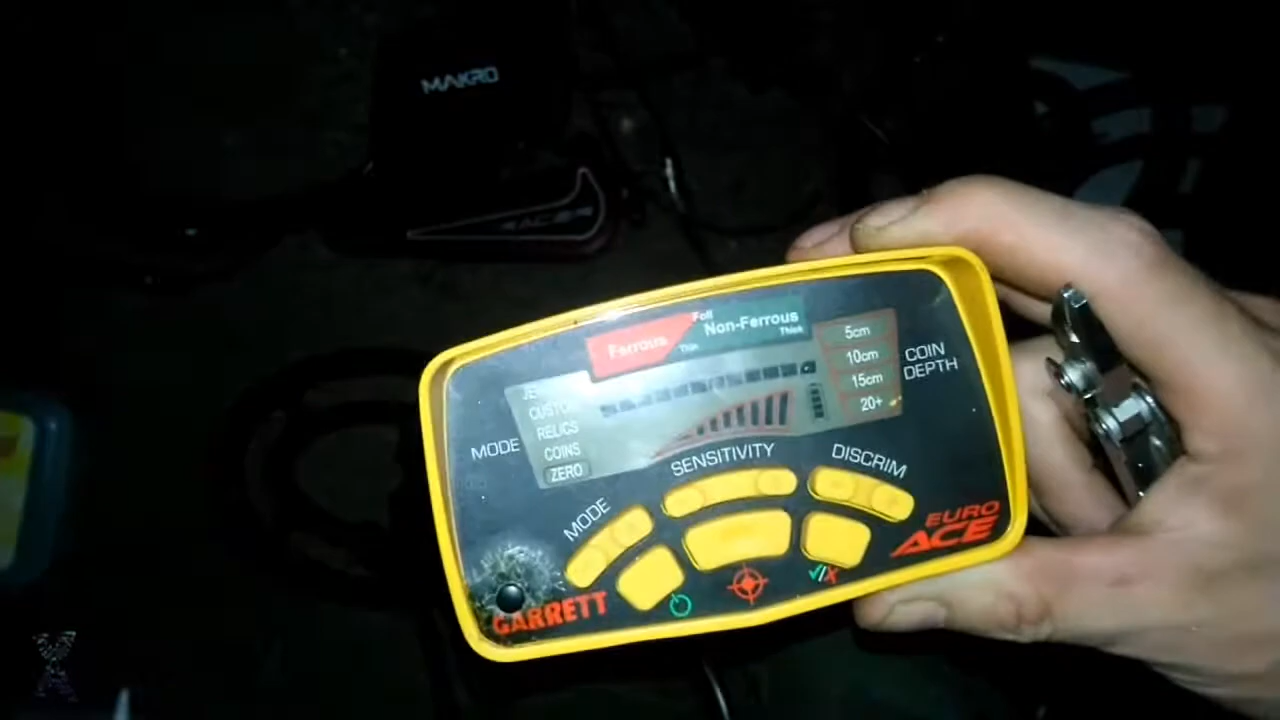 MAKRO
RACER
Ferrous
Foil
Non-Ferrous
Thin
Thick
5cm
10cm
15cm
20+
COIN
DEPTH
MODE
CUSTOM
RELICS
COINS
ZERO
MODE
SENSITIVITY
DISCRIM
EURO
ACE
GARRETT